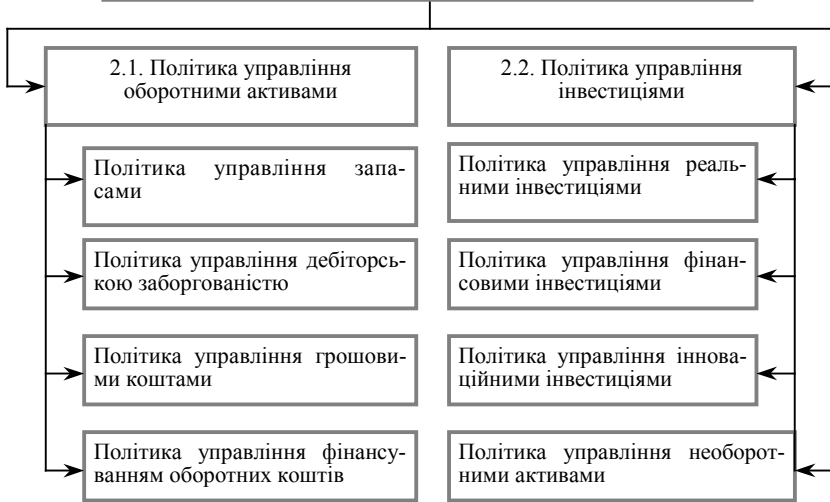 2.1. Політика управління
оборотними активами
2.2. Політика управління
інвестиціями
Політика управління запа-
сами
Політика управління реаль-
ними інвестиціями
Політика управління дебіторсь-
кою заборгованістю
Політика управління фінан-
совими інвестиціями
Політика управління грошови-
ми коштами
Політика управління іннова-
ційними інвестиціями
Політика управління фінансу-
ванням оборотних коштів
Політика управління необорот-
ними активами